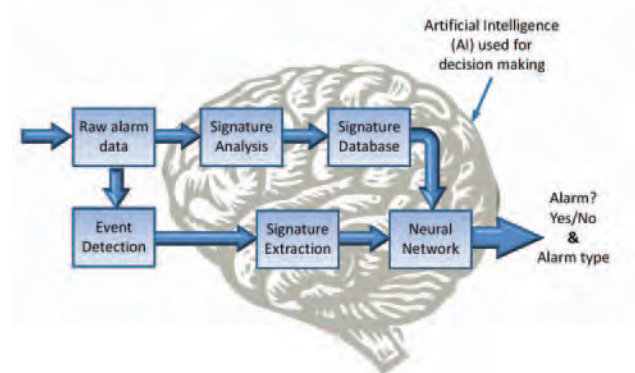 Artificial Intelligence
(AI) used for
decision making
Raw alarm
data
Signature
Analysis
Signature
Database
Event
Detection
Signature
Extraction
Neural
Network
Alarm?
Yes/No
&
Alarm type